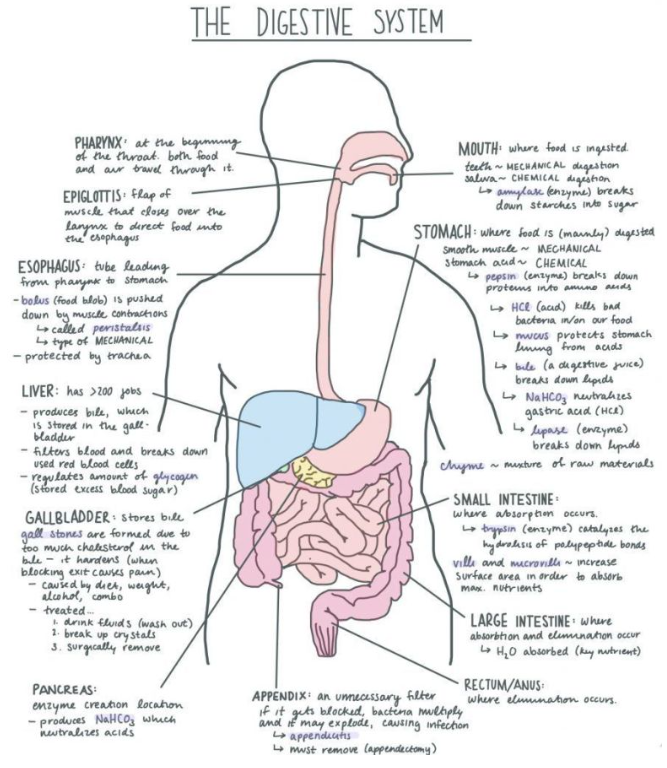 THE DIGESTIVE SYSTEM
PHARYNX: at the beginning
of the throat. both food
and air travel through it.
EPIGLOTTIS: flap of
muscle that closes over the
larynx to direct food into
the esophagus
ESOPHAGUS: tube leading
from pharynx to stomach
- bolus (food blob) is pushed
down by muscle contractions
↳ called peristalsis
↳ type of MECHANICAL
- protected by trachea
LIVER: has >200 jobs
- produces bile, which
is stored in the gall-
bladder
- filters blood and breaks down
used red blood cells
- regulates amount of glycogen
(stored excess blood sugar)
GALLBLADDER: stores bile
gall stones are formed due to
too much cholesterol in the
bile - it hardens (when
blocking exit causes pain)
- caused by diet, weight,
alcohol, combo
- treated...
1. drink fluids (wash out)
2. break up crystals
3. surgically remove
PANCREAS:
enzyme creation location
- produces NaHCO3 which
neutralizes acids
MOUTH: where food is ingested.
teeth ~ MECHANICAL digestion
saliva ~ CHEMICAL digestion
↳ amylase (enzyme) breaks
down starches into sugar
STOMACH: where food is (mainly) digested
smooth muscle ~ MECHANICAL
stomach acid ~ CHEMICAL
↳ pepsin (enzyme) breaks down
proteins into amino acids
↳ HCl (acid) kills bad
bacteria in/on our food
↳ mucus protects stomach
lining from acids
↳ bile (a digestive juice)
breaks down lipids
↳ NaHCO3 neutralizes
gastric acid (HCl)
↳ lipase (enzyme)
breaks down lipids
chyme ~ mixture of raw materials
SMALL INTESTINE:
where absorption occurs.
↳ trypsin (enzyme) catalyzes the
hydrolisis of polypeptide bonds
villi and microvilli ~ increase
surface area in order to absorb
max. nutrients
LARGE INTESTINE: where
absorbtion and elimination occur
↳ H2O absorbed (key nutrient)
RECTUM/ANUS:
where elimination occurs.
APPENDIX: an unnecessary filter
if it gets blocked, bacteria multiply
and it may explode, causing infection
↳ appendicitis
↳ must remove (appendectomy)